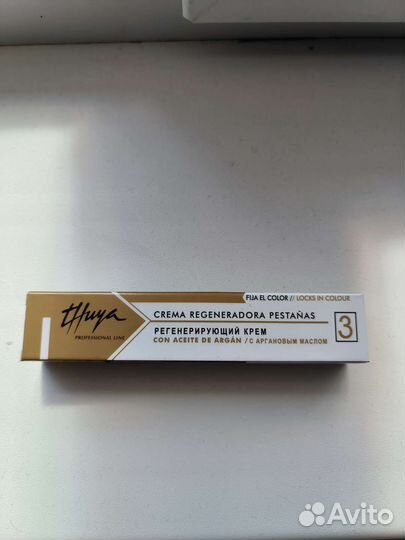 FIJA EL COLOR // LOCKS IN COLOUR
thuya
PROFESSIONAL LINE
CREMA REGENERADORA PESTAÑAS
РЕГЕНЕРИРУЮЩИЙ КРЕМ
CON ACEITE DE ARGÁN / С АРГАНОВЫМ МАСЛОМ
3
Avito